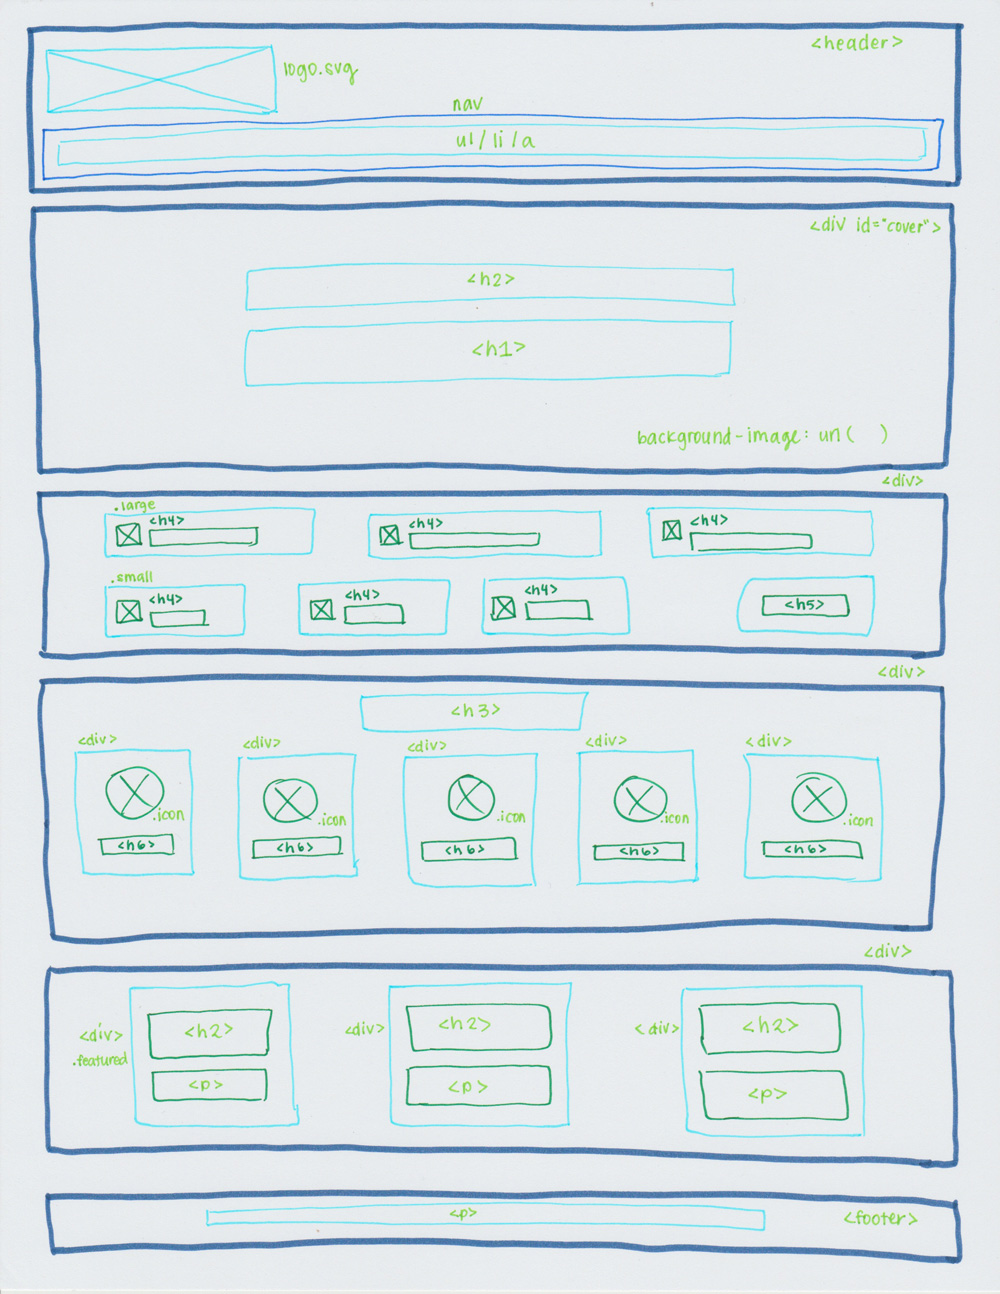 <header>
logo.svg
nav
ul / li / a
<div id="cover">
<h2>
<h1>
background-image: url( )
<div>
.large
<h4> <h4> <h4>
.small
<h4> <h4> <h4> <h5>
<div>
<h3>
<div> <div> <div> <div> <div>
.icon .icon .icon .icon .icon
<h6> <h6> <h6> <h6> <h6>
<div>
<div> <h2> <div> <h2> <div> <h2>
.featured
<p> <p> <p>
<p>
<footer>